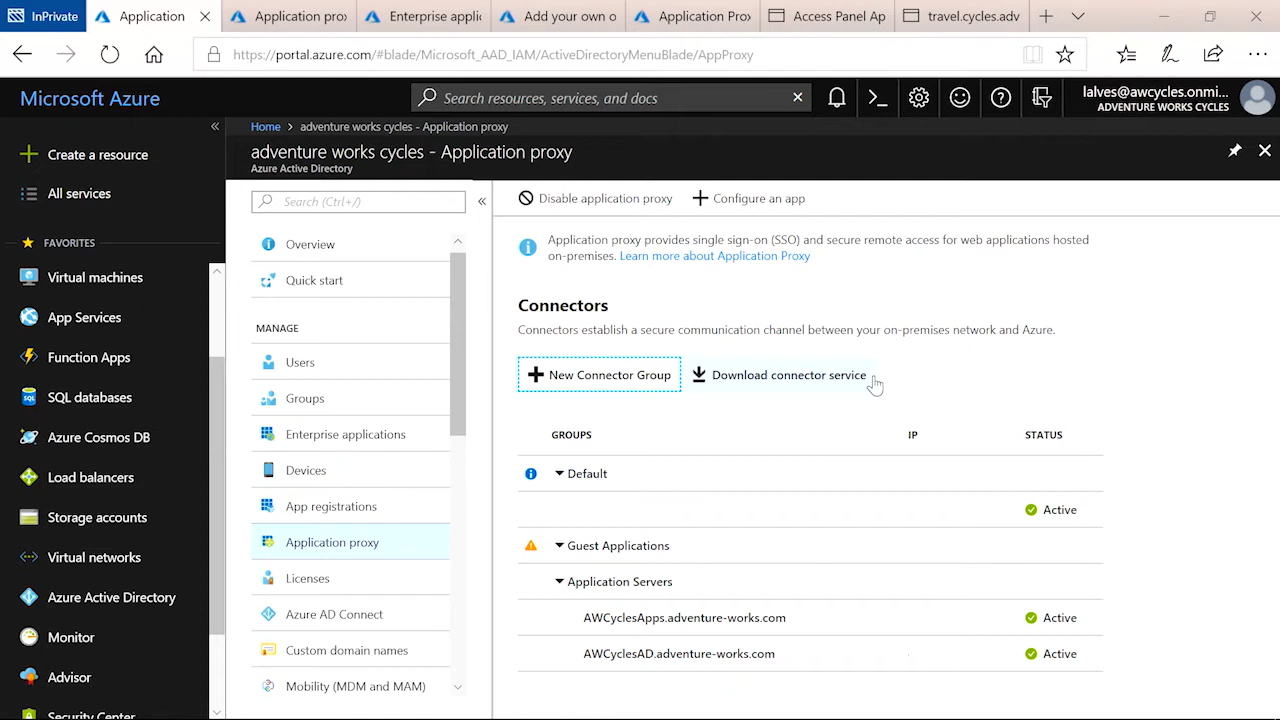 InPrivate
Application
Application pro
Enterprise appli
Add your own o
Application Pro
Access Panel Ap
travel.cycles.adv
https://portal.azure.com/#blade/Microsoft_AAD_IAM/ActiveDirectoryMenuBlade/AppProxy
Microsoft Azure
Search resources, services, and docs
lalves@awcycles.onmi...
ADVENTURE WORKS CYCLES
Create a resource
All services
FAVORITES
Virtual machines
App Services
Function Apps
SQL databases
Azure Cosmos DB
Load balancers
Storage accounts
Virtual networks
Azure Active Directory
Monitor
Advisor
Security Center
Home > adventure works cycles - Application proxy
adventure works cycles - Application proxy
Azure Active Directory
Search (Ctrl+/)
Overview
Quick start
MANAGE
Users
Groups
Enterprise applications
Devices
App registrations
Application proxy
Licenses
Azure AD Connect
Custom domain names
Mobility (MDM and MAM)
Disable application proxy
Configure an app
Application proxy provides single sign-on (SSO) and secure remote access for web applications hosted
on-premises. Learn more about Application Proxy
Connectors
Connectors establish a secure communication channel between your on-premises network and Azure.
New Connector Group
Download connector service
GROUPS IP STATUS
Default
Active
Guest Applications
Application Servers
AWCyclesApps.adventure-works.com Active
AWCyclesAD.adventure-works.com Active